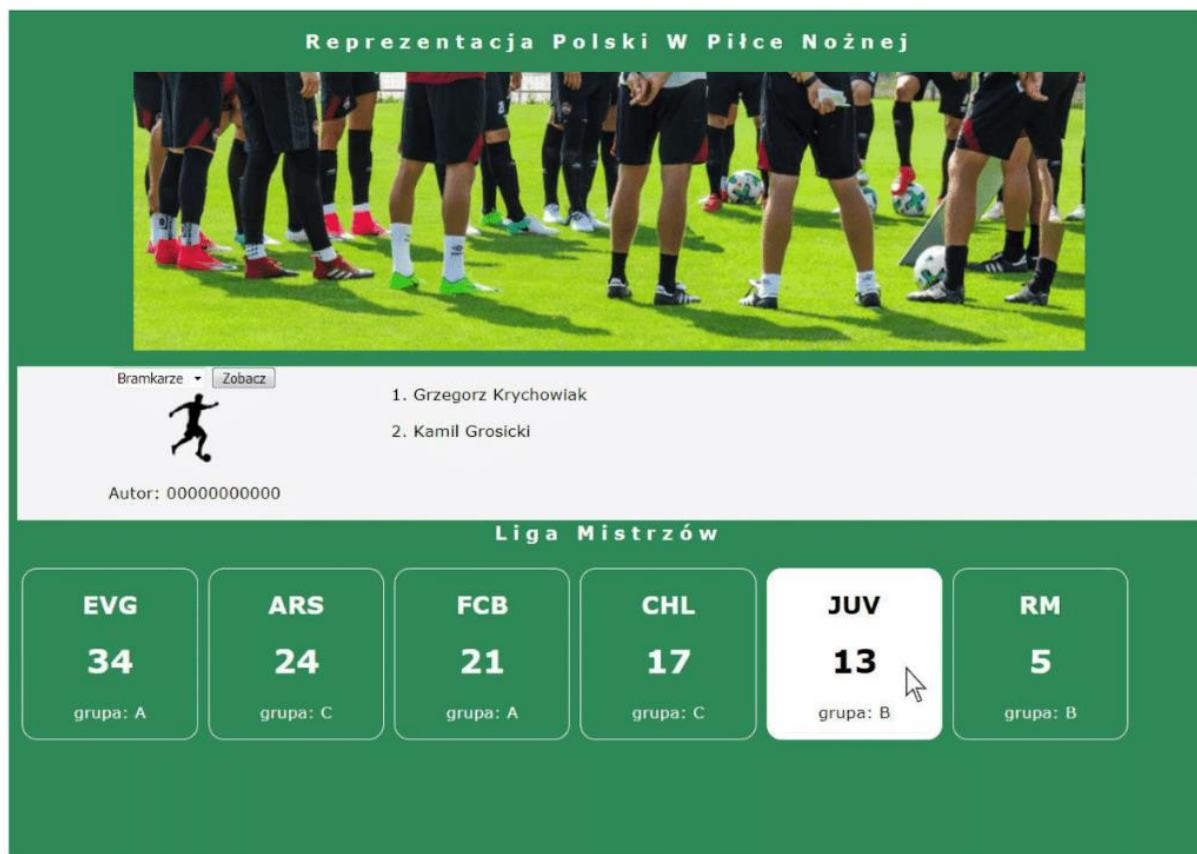 Reprezentacja Polski W Piłce Nożnej
Bramkarze Zobacz
1. Grzegorz Krychowiak
2. Kamil Grosicki
Autor: 00000000000
Liga Mistrzów
EVG ARS FCB CHL JUV RM
34 24 21 17 13 5
grupa: A grupa: C grupa: A grupa: C grupa: B grupa: B